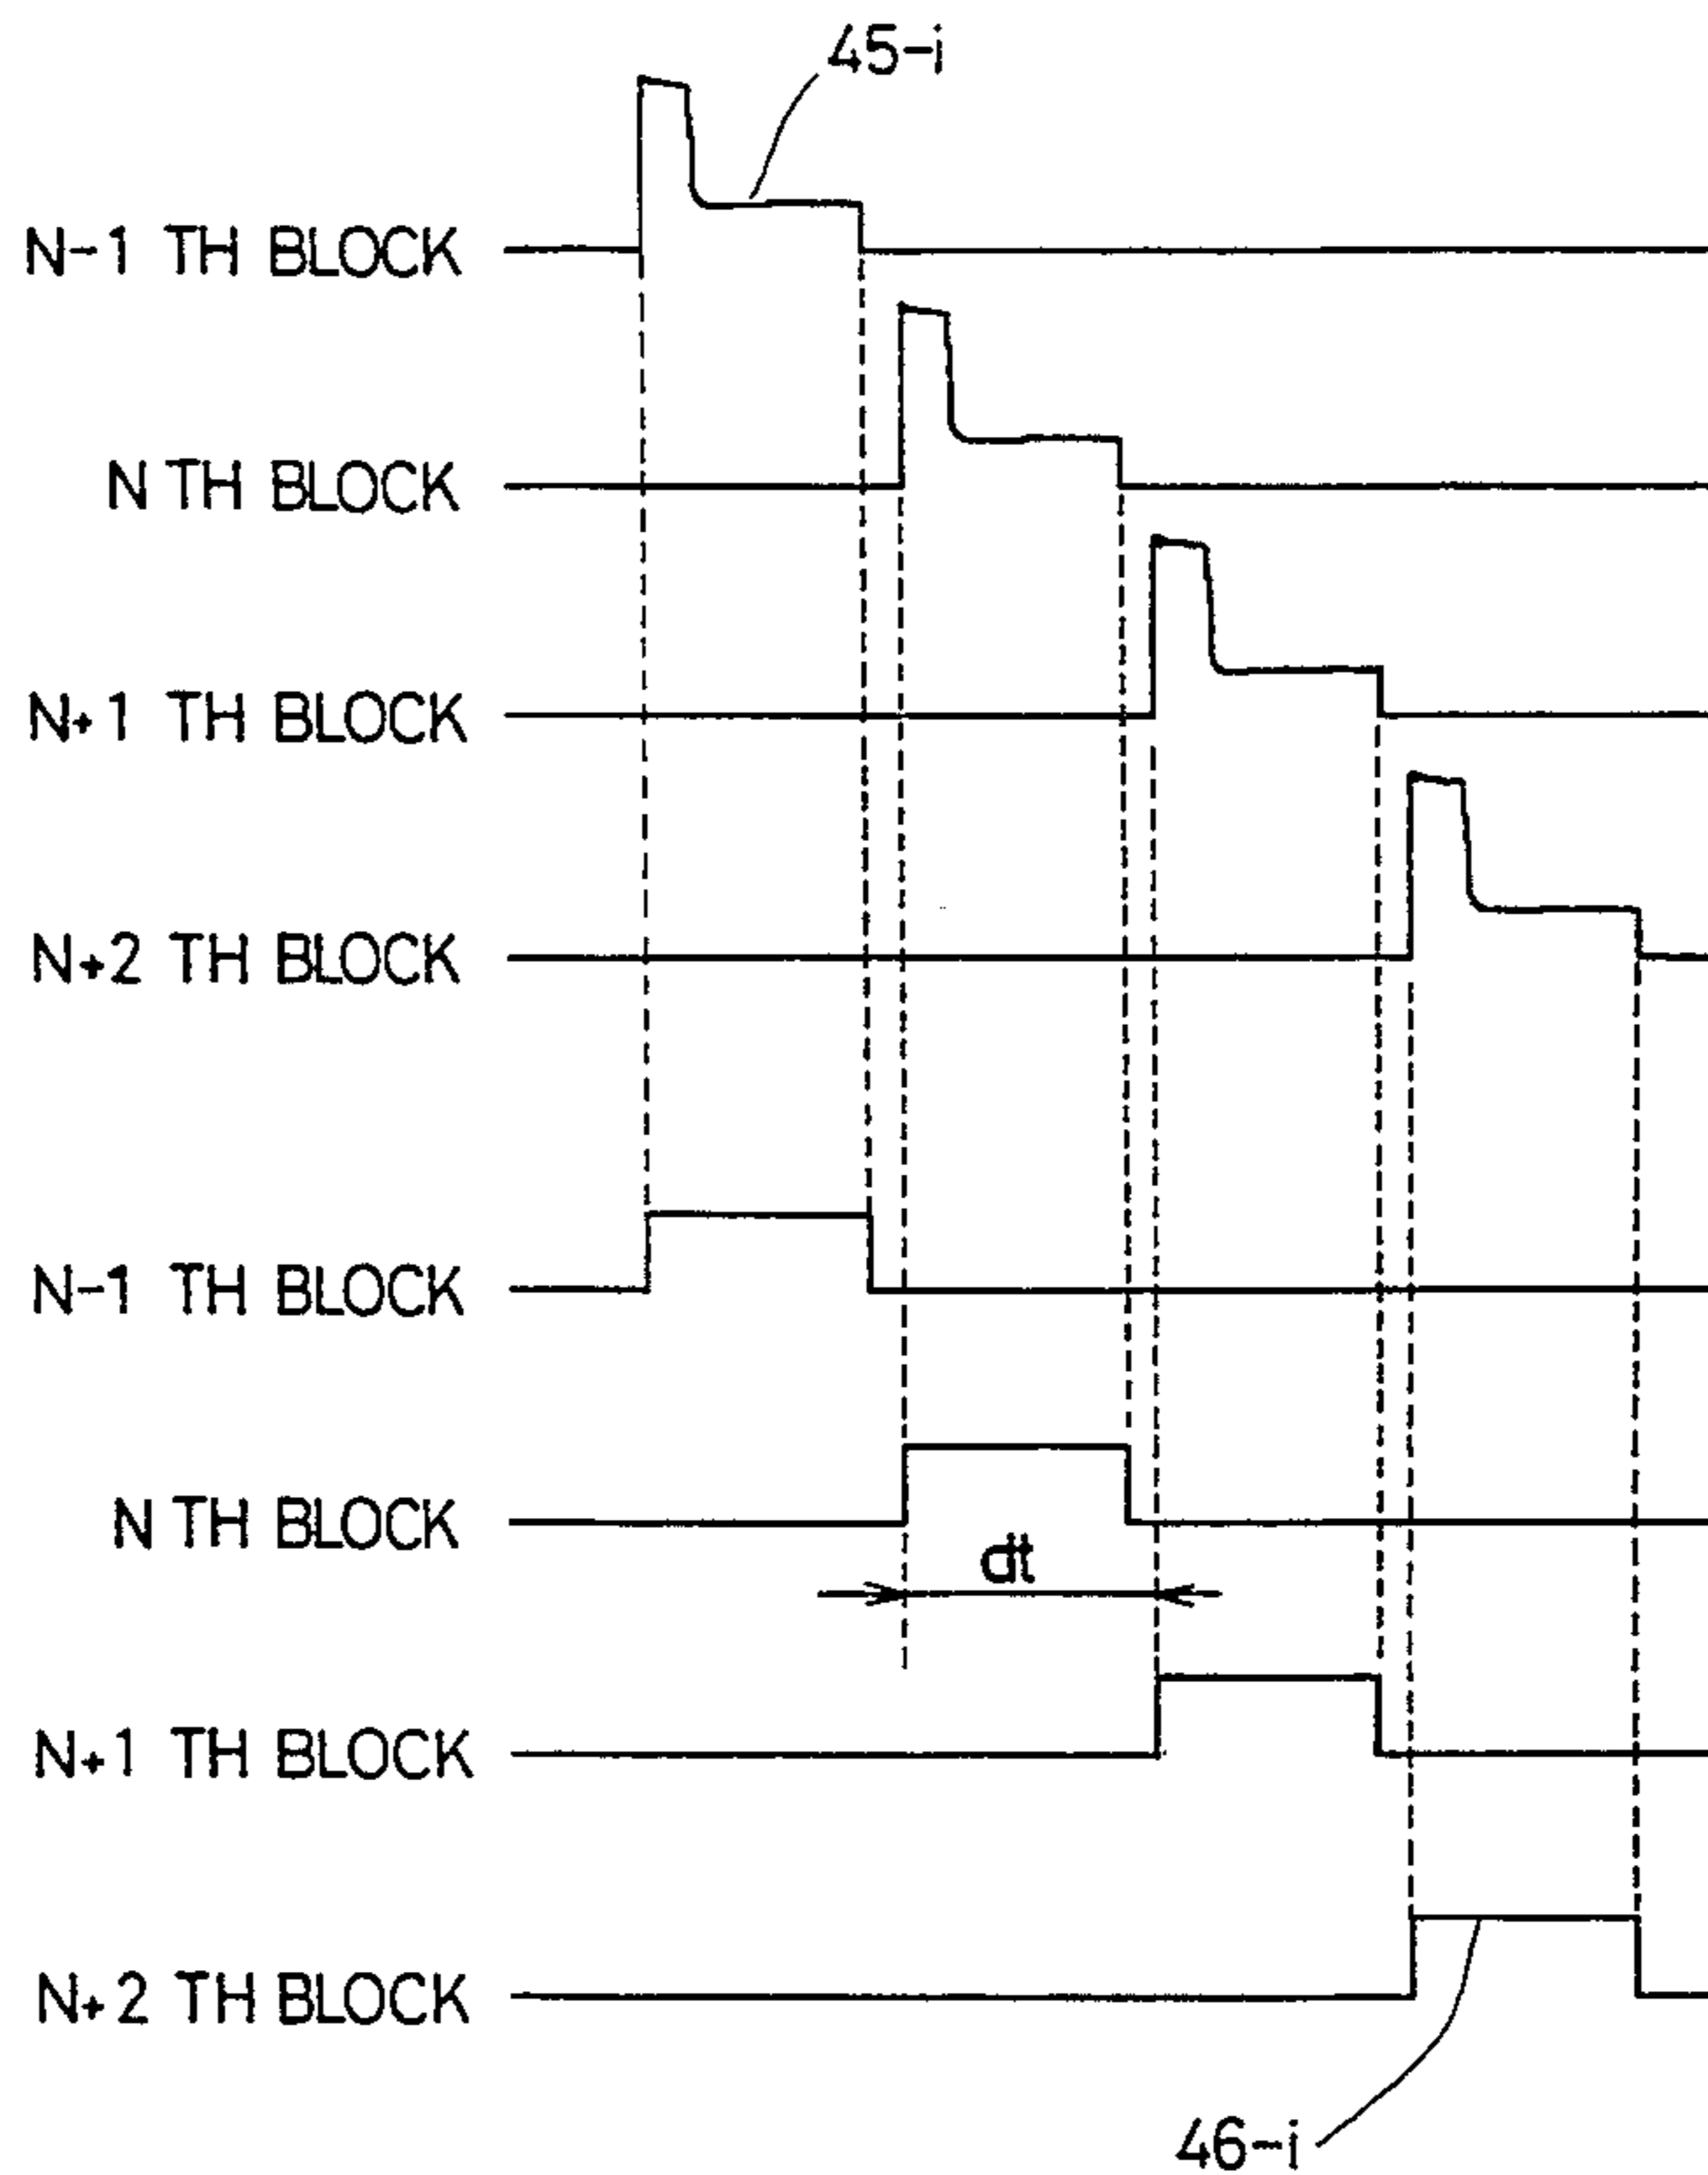 45-i
N-1 TH BLOCK
N TH BLOCK
N+1 TH BLOCK
N+2 TH BLOCK
N-1 TH BLOCK
N TH BLOCK
dt
N+1 TH BLOCK
N+2 TH BLOCK
46-i